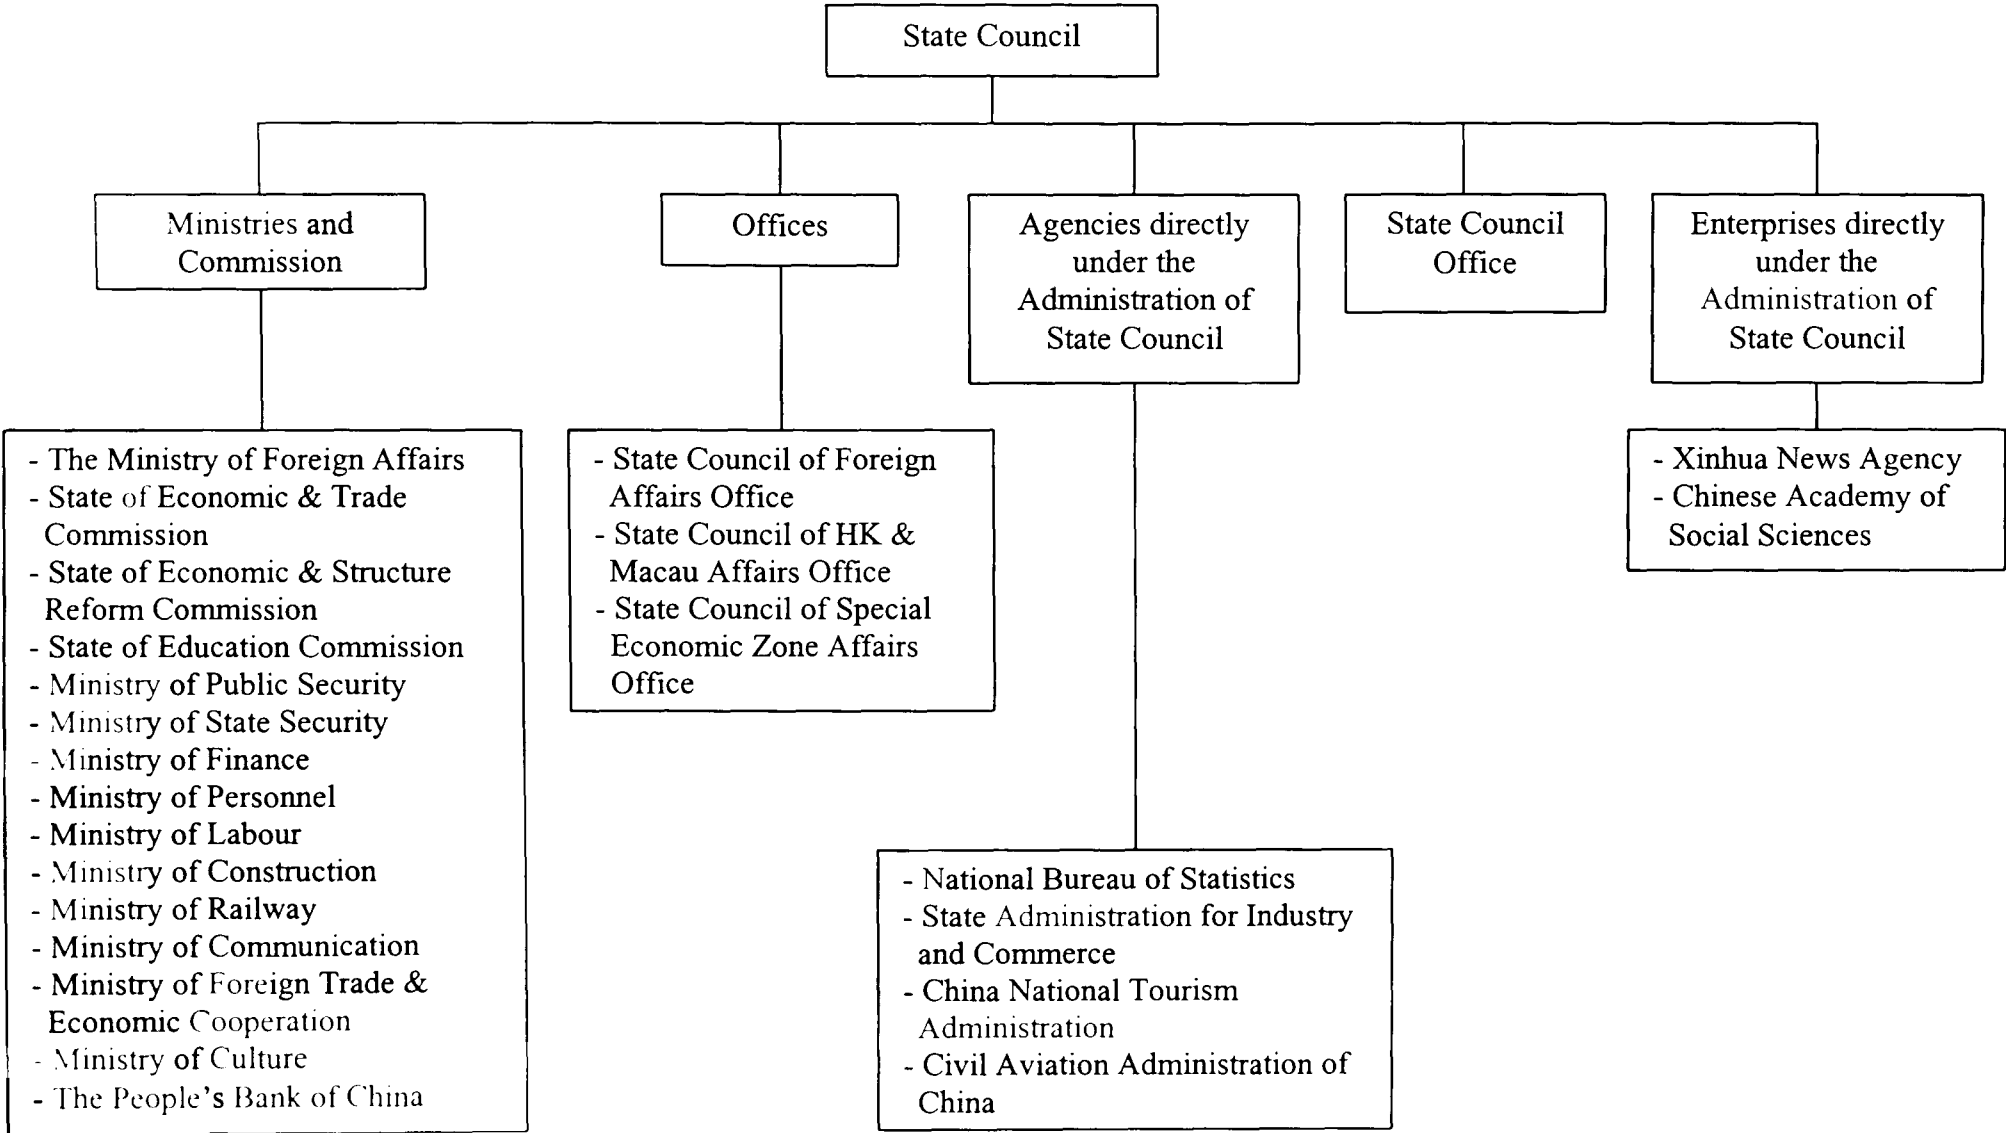 State Council
Ministries and
Commission
Offices
Agencies directly
under the
Administration of
State Council
State Council
Office
Enterprises directly
under the
Administration of
State Council
- The Ministry of Foreign Affairs
- State of Economic & Trade
Commission
- State of Economic & Structure
Reform Commission
- State of Education Commission
- Ministry of Public Security
- Ministry of State Security
- Ministry of Finance
- Ministry of Personnel
- Ministry of Labour
- Ministry of Construction
- Ministry of Railway
- Ministry of Communication
- Ministry of Foreign Trade &
Economic Cooperation
- Ministry of Culture
- The People's Bank of China
- State Council of Foreign
Affairs Office
- State Council of HK &
Macau Affairs Office
- State Council of Special
Economic Zone Affairs
Office
- National Bureau of Statistics
- State Administration for Industry
and Commerce
- China National Tourism
Administration
- Civil Aviation Administration of
China
- Xinhua News Agency
- Chinese Academy of
Social Sciences